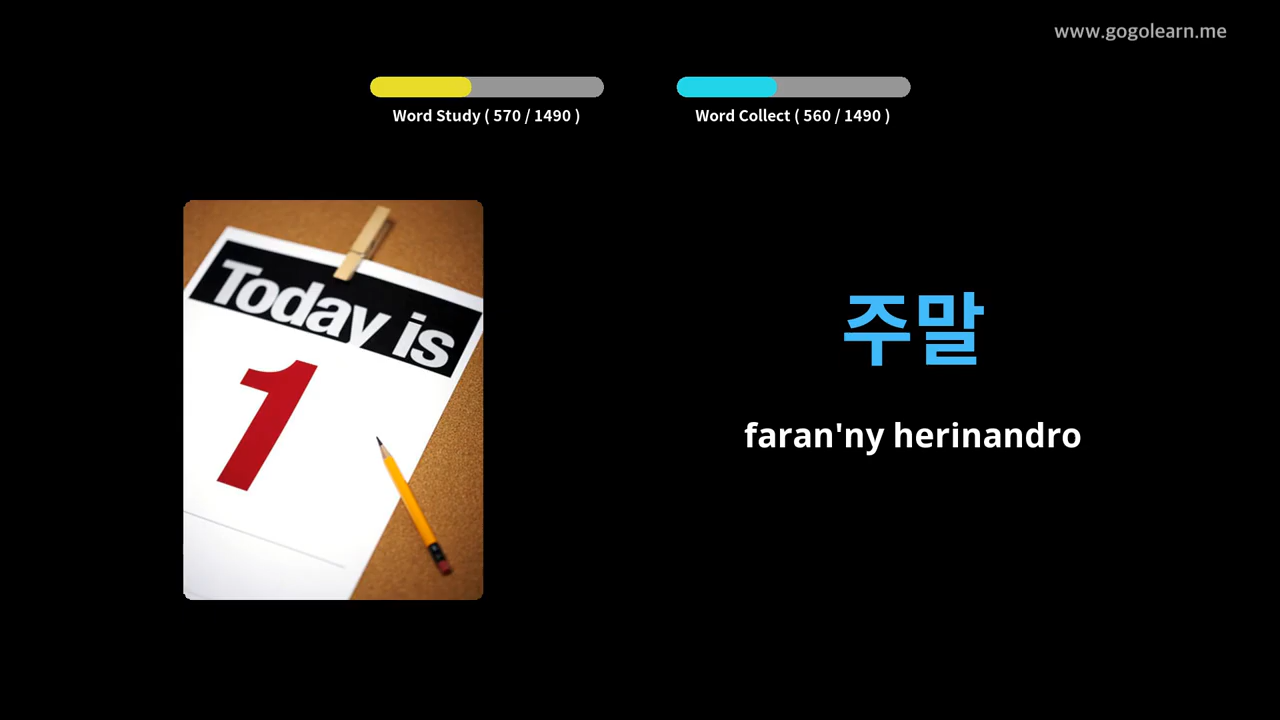 www.gogolearn.me
Word Study ( 570 / 1490 )
Word Collect ( 560 / 1490 )
Today is
1
주말
faran'ny herinandro